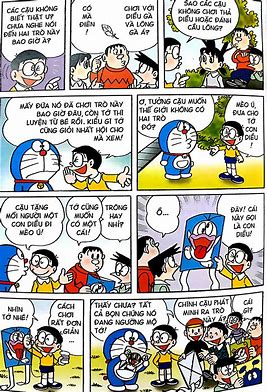 CÁC CẬU KHÔNG
BIẾT THẬT Ư?
CHƯA NGHE NÓI
ĐẾN HAI TRÒ NÀY
BAO GIỜ À?
CÓ
MÀ
ĐIÊN!
CHƠI VỚI
DIỀU GÀ
VÀ LÔNG
GÀ Á!
SAO CÁC CẬU
KHÔNG CHƠI THẢ
DIỀU HOẶC ĐÁNH
CẦU LÔNG?
MẤY ĐỨA NÓ ĐÃ CHƠI TRÒ NÀY
BAO GIỜ ĐÂU, CÒN TỚ THÌ
LUYỆN TỪ BÉ RỒI. KIỂU GÌ TỚ
CŨNG GIỎI NHẤT HỘI CHO
MÀ XEM!
Ơ, TƯỞNG CẬU MUỐN
THẾ GIỚI KHÔNG CÓ
HAI TRÒ
ĐÓ?
MÈO Ú,
ĐƯA CHO
TỚ CON
DIỀU
CẬU TẶNG
MỖI NGƯỜI MỘT
CON DIỀU ĐI
MÈO Ú!
TỚ CŨNG
MUỐN CÓ
MỘT CÁI!
TRÔNG
HAY
NHỈ?
Ồ...
ĐÂY!
CÁI NÀY
GỌI LÀ
CON
DIỀU!
NHÌN
TỚ NHÉ!
CÁCH
CHƠI
RẤT ĐƠN
GIẢN
THẤY CHƯA? TẤT
CẢ BỌN CHÚNG NÓ
ĐANG NGƯỠNG MỘ
TỚ!
CHÍNH CẬU PHÁT
MINH RA TRÒ
NÀY Á?
CÁI
GÌ?